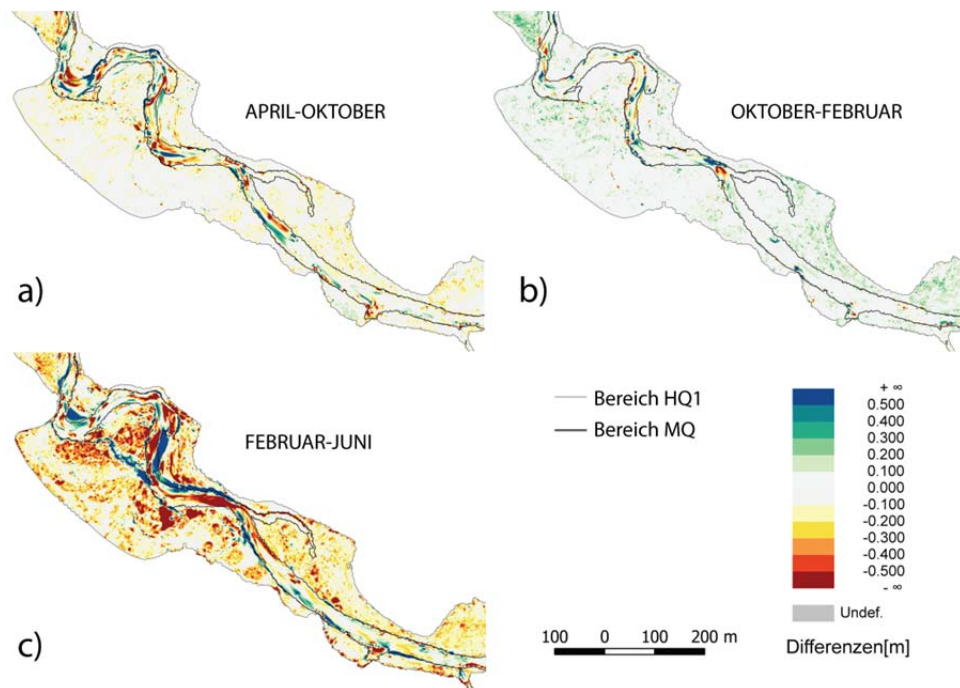 APRIL-OKTOBER
a)
OKTOBER-FEBRUAR
b)
FEBRUAR-JUNI
c)
Bereich HQ1
Bereich MQ
+ ∞
0.500
0.400
0.300
0.200
0.100
0.000
-0.100
-0.200
-0.300
-0.400
-0.500
- ∞
Undef.
Differenzen[m]
100 0 100 200 m